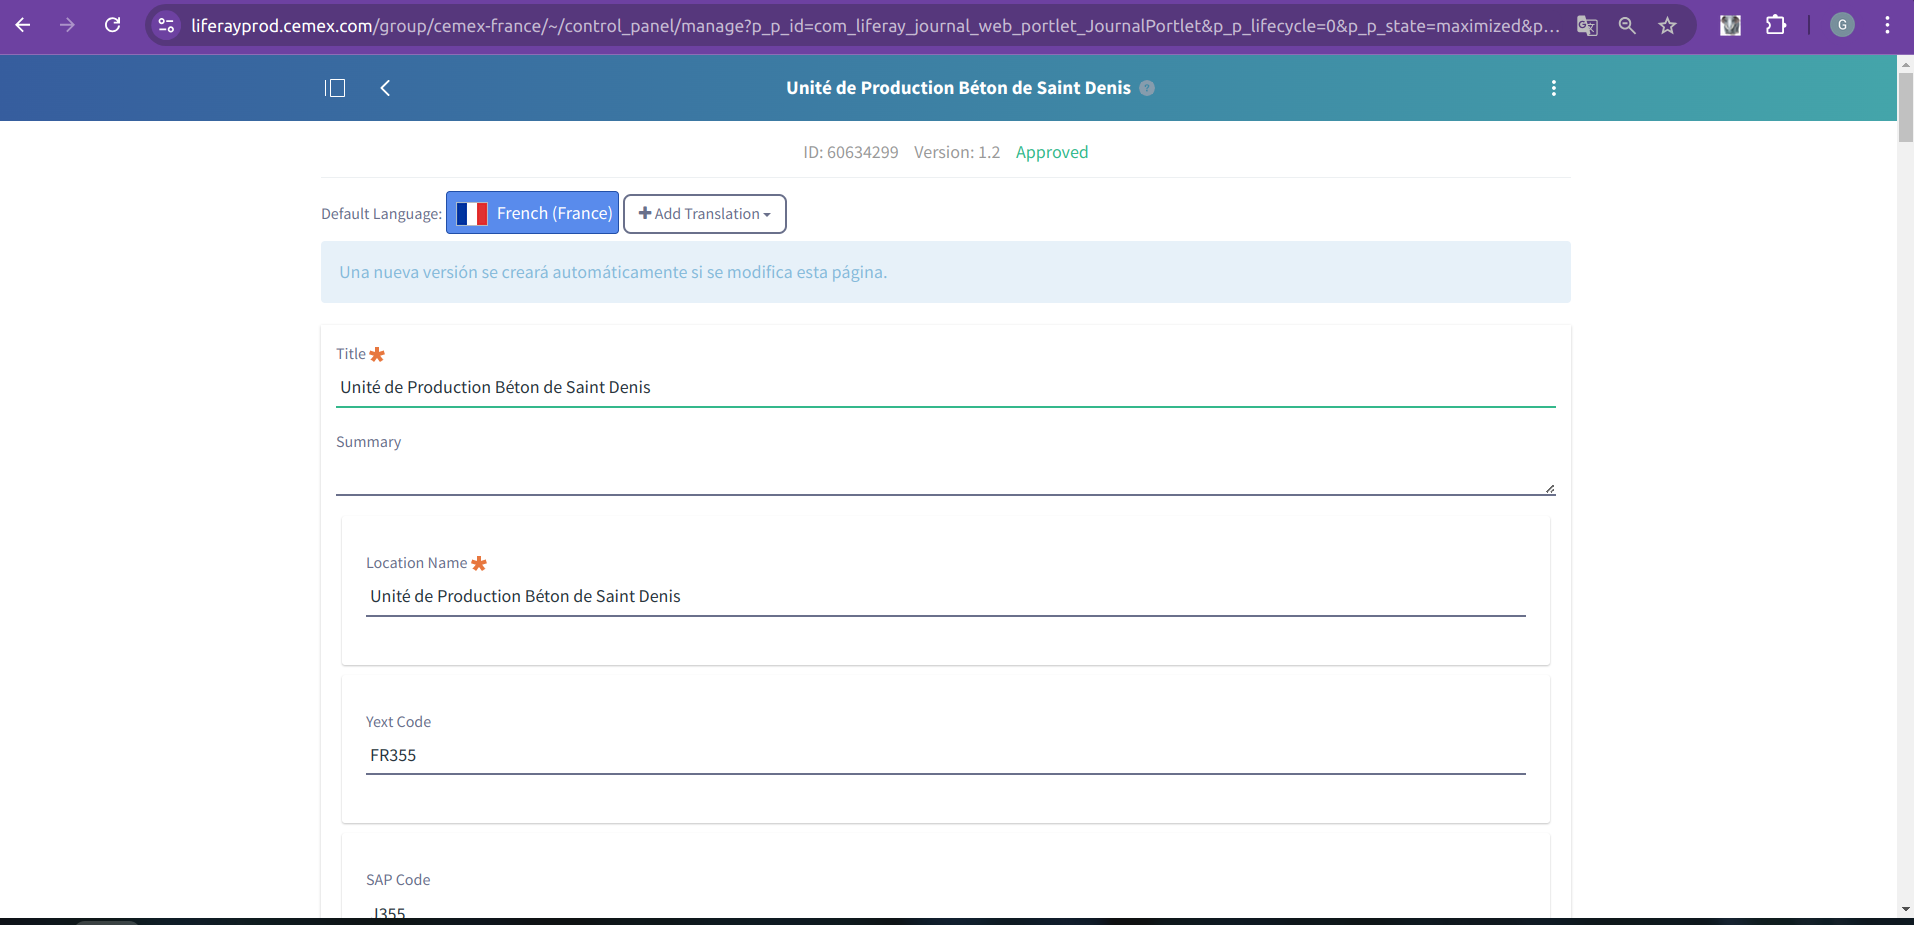 liferayprod.cemex.com/group/cemex-france/~/control_panel/manage?p_p_id=com_liferay_journal_web_portlet_JournalPortlet&p_p_lifecycle=0&p_p_state=maximized&p...
G
Unité de Production Béton de Saint Denis ?
ID: 60634299 Version: 1.2 Approved
Default Language: French (France) Add Translation
Una nueva versión se creará automáticamente si se modifica esta página.
Title
Unité de Production Béton de Saint Denis
Summary
Location Name
Unité de Production Béton de Saint Denis
Yext Code
FR355
SAP Code
J355